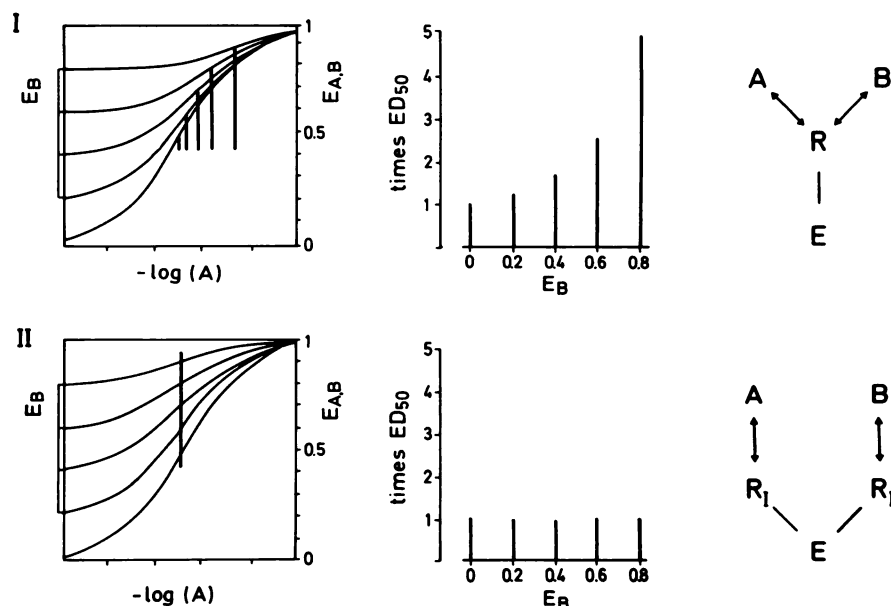 I
E_B
E_A,B
1
0.5
0
-log (A)
times ED50
5
4
3
2
1
0 0.2 0.4 0.6 0.8
E_B
A B
R
E
II
E_B
E_A,B
1
0.5
0
-log (A)
times ED50
5
4
3
2
1
0 0.2 0.4 0.6 0.8
E_B
A B
R_I R_I
E